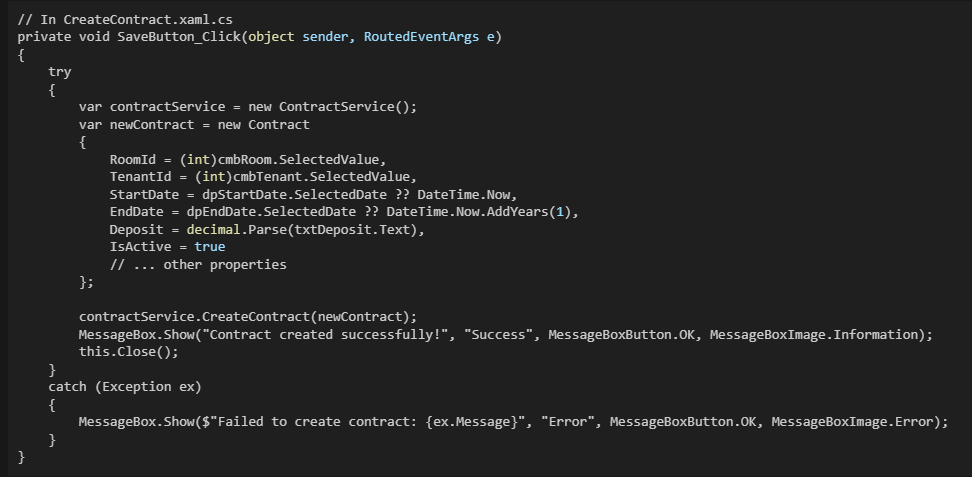 // In CreateContract.xaml.cs
private void SaveButton_Click(object sender, RoutedEventArgs e)
{
    try
    {
        var contractService = new ContractService();
        var newContract = new Contract
        {
            RoomId = (int)cmbRoom.SelectedValue,
            TenantId = (int)cmbTenant.SelectedValue,
            StartDate = dpStartDate.SelectedDate ?? DateTime.Now,
            EndDate = dpEndDate.SelectedDate ?? DateTime.Now.AddYears(1),
            Deposit = decimal.Parse(txtDeposit.Text),
            IsActive = true
            // ... other properties
        };

        contractService.CreateContract(newContract);
        MessageBox.Show("Contract created successfully!", "Success", MessageBoxButton.OK, MessageBoxImage.Information);
        this.Close();
    }
    catch (Exception ex)
    {
        MessageBox.Show($"Failed to create contract: {ex.Message}", "Error", MessageBoxButton.OK, MessageBoxImage.Error);
    }
}